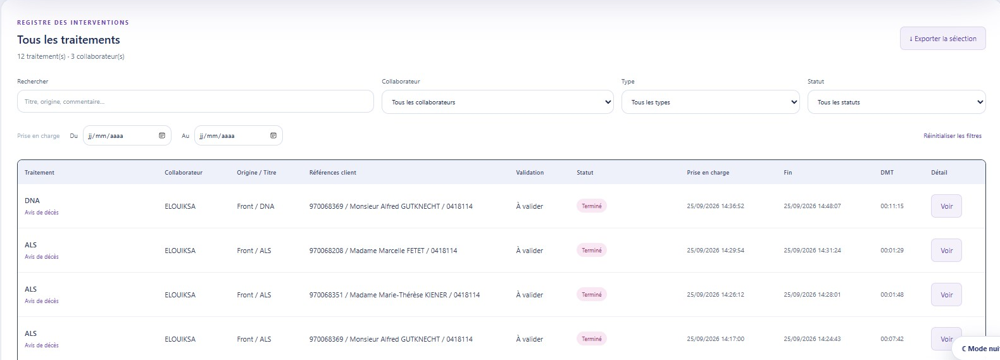 REGISTRE DES INTERVENTIONS
Tous les traitements
12 traitement(s) · 3 collaborateur(s)
↓ Exporter la sélection
Rechercher Collaborateur Type Statut
Titre, origine, commentaire... Tous les collaborateurs Tous les types Tous les statuts
Prise en charge Du jj/mm/aaaa Au jj/mm/aaaa Réinitialiser les filtres
Traitement Collaborateur Origine / Titre Références client Validation Statut Prise en charge Fin DMT Détail
DNA
Avis de décès
ELOUIKSA Front / DNA 970068369 / Monsieur Alfred GUTKNECHT / 0418114 À valider Terminé 25/09/2026 14:36:52 25/09/2026 14:48:07 00:11:15 Voir
ALS
Avis de décès
ELOUIKSA Front / ALS 970068208 / Madame Marcelle FETET / 0418114 À valider Terminé 25/09/2026 14:29:54 25/09/2026 14:31:24 00:01:29 Voir
ALS
Avis de décès
ELOUIKSA Front / ALS 970068351 / Madame Marie-Thérèse KIENER / 0418114 À valider Terminé 25/09/2026 14:26:12 25/09/2026 14:28:01 00:01:48 Voir
ALS
Avis de décès
ELOUIKSA Front / ALS 970068369 / Monsieur Alfred GUTKNECHT / 0418114 À valider Terminé 25/09/2026 14:17:00 25/09/2026 14:24:43 00:07:42 Voir
☾ Mode nui